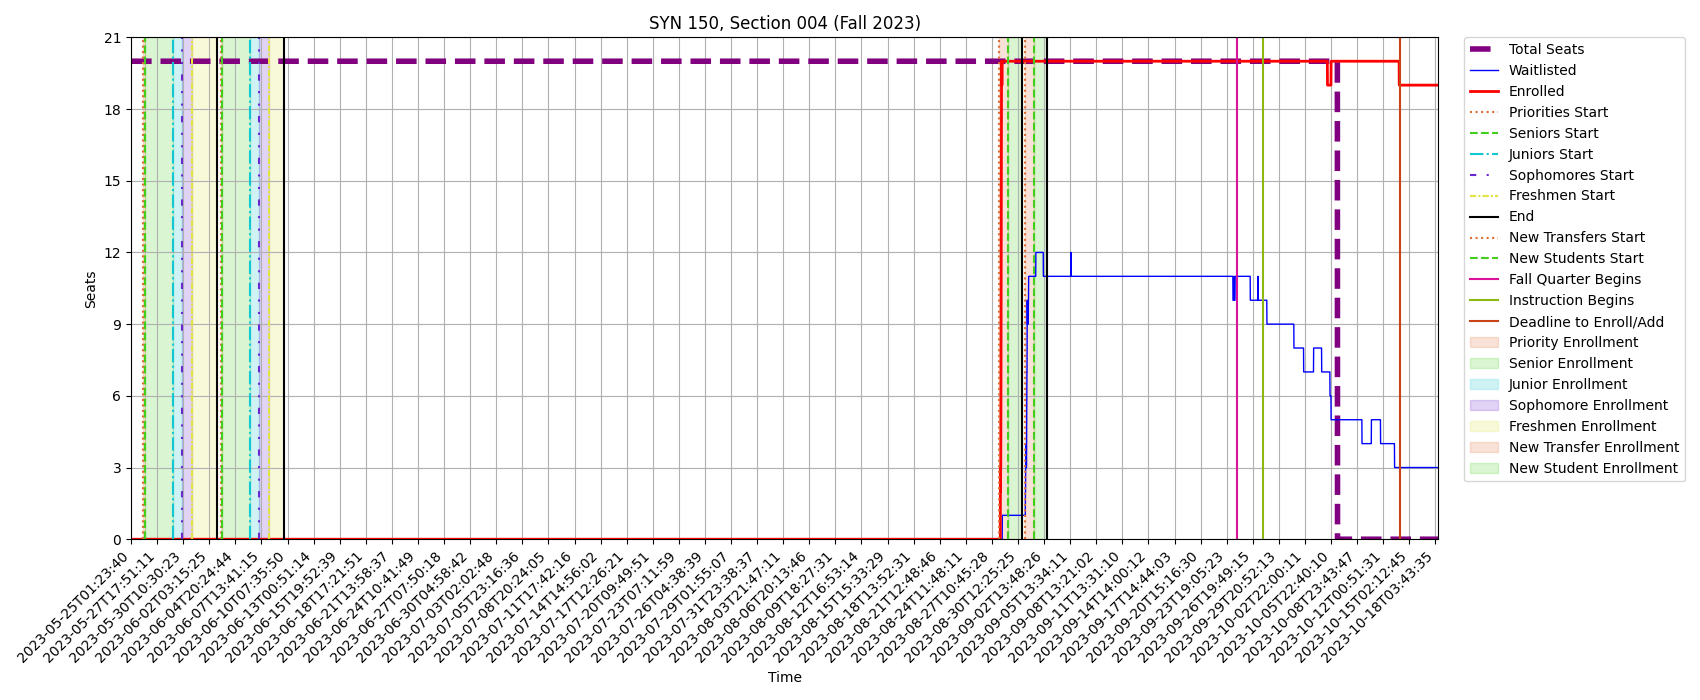 SYN 150, Section 004 (Fall 2023)
21
18
15
12
9
6
3
0
Seats
2023-05-25T01:23:40
2023-05-27T17:51:11
2023-05-30T10:30:23
2023-06-02T03:15:25
2023-06-04T20:24:44
2023-06-07T13:41:15
2023-06-10T07:35:50
2023-06-13T00:51:14
2023-06-15T19:52:39
2023-06-18T17:21:51
2023-06-21T13:58:37
2023-06-24T10:41:49
2023-06-27T07:50:18
2023-06-30T04:58:42
2023-07-03T02:02:48
2023-07-05T23:16:36
2023-07-08T20:24:05
2023-07-11T17:42:16
2023-07-14T14:56:02
2023-07-17T12:26:21
2023-07-20T09:49:51
2023-07-23T07:11:59
2023-07-26T04:38:39
2023-07-29T01:55:07
2023-07-31T23:38:37
2023-08-03T21:47:11
2023-08-06T20:13:46
2023-08-09T18:27:31
2023-08-12T16:53:14
2023-08-15T15:33:29
2023-08-18T13:52:31
2023-08-21T12:48:46
2023-08-24T11:48:11
2023-08-27T10:45:28
2023-08-30T12:25:23
2023-09-02T13:48:26
2023-09-05T13:34:11
2023-09-08T13:21:02
2023-09-11T13:31:10
2023-09-14T14:00:12
2023-09-17T14:44:03
2023-09-20T15:16:30
2023-09-23T19:05:23
2023-09-26T19:49:15
2023-09-29T20:52:13
2023-10-02T22:00:11
2023-10-05T22:40:10
2023-10-08T23:43:47
2023-10-12T00:51:31
2023-10-15T02:12:45
2023-10-18T03:43:35
Time
Total Seats
Waitlisted
Enrolled
Priorities Start
Seniors Start
Juniors Start
Sophomores Start
Freshmen Start
End
New Transfers Start
New Students Start
Fall Quarter Begins
Instruction Begins
Deadline to Enroll/Add
Priority Enrollment
Senior Enrollment
Junior Enrollment
Sophomore Enrollment
Freshmen Enrollment
New Transfer Enrollment
New Student Enrollment